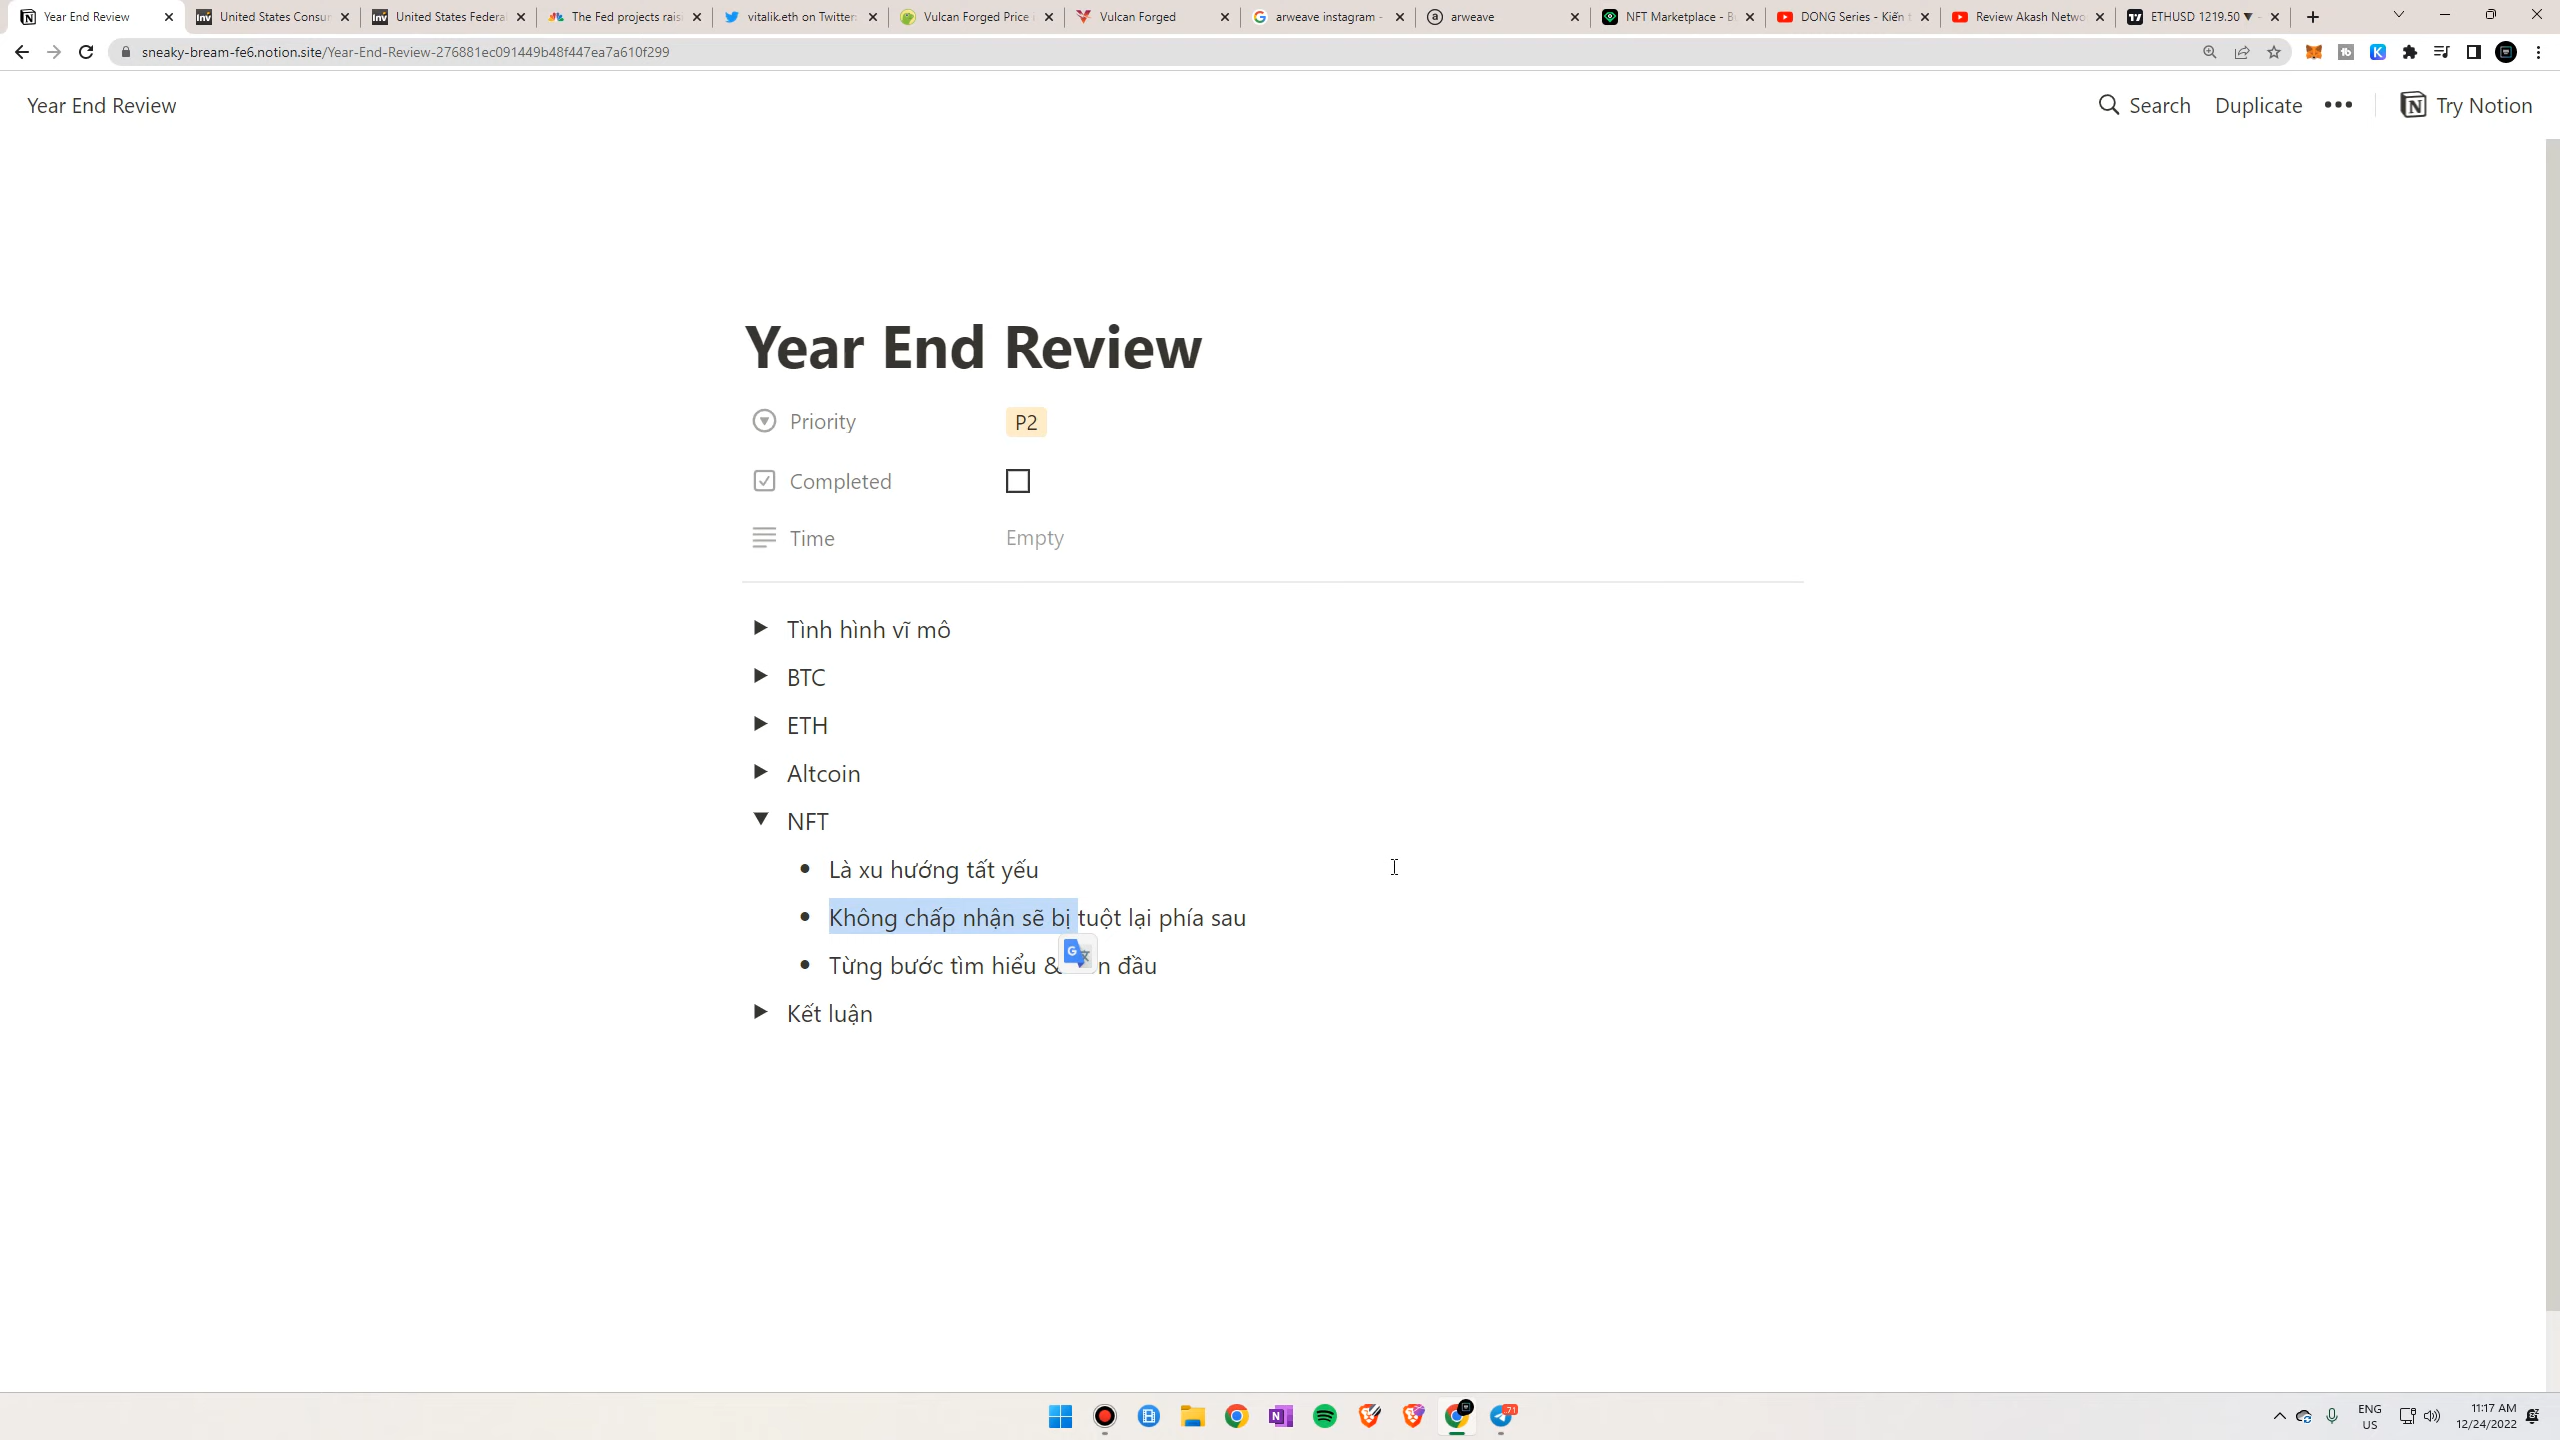 Year End Review
United States Consu
United States Federa
The Fed projects rais
vitalik.eth on Twitter
Vulcan Forged Price i
Vulcan Forged
arweave instagram -
arweave
NFT Marketplace - B
DONG Series - Kiến t
Review Akash Netwo
ETHUSD 1219.50 ▼ -
sneaky-bream-fe6.notion.site/Year-End-Review-276881ec091449b48f447ea7a610f299
Year End Review
Search
Duplicate
Try Notion
Year End Review
Priority P2
Completed
Time Empty
Tình hình vĩ mô
BTC
ETH
Altcoin
NFT
Là xu hướng tất yếu
Không chấp nhận sẽ bị tuột lại phía sau
Từng bước tìm hiểu & n đầu
Kết luận
71
ENG
US
11:17 AM
12/24/2022